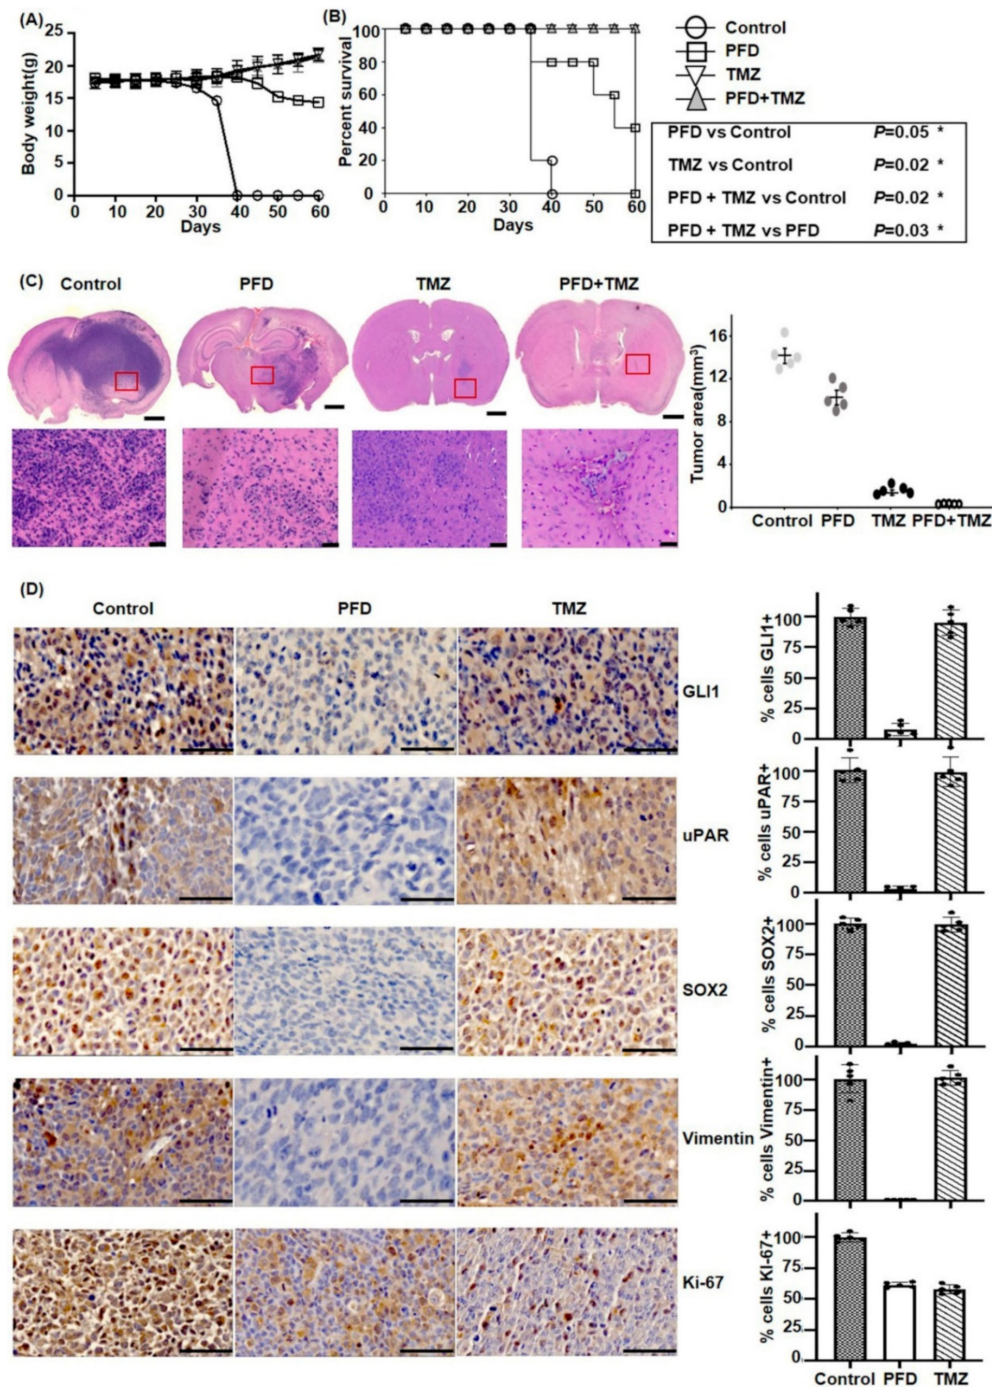 (A)
Body weight(g)
25
20
15
10
5
0
0 10 20 30 40 50 60
Days
(B)
Percent survival
100
80
60
40
20
0
0 10 20 30 40 50 60
Days
Control
PFD
TMZ
PFD+TMZ
PFD vs Control P=0.05 *
TMZ vs Control P=0.02 *
PFD + TMZ vs Control P=0.02 *
PFD + TMZ vs PFD P=0.03 *
(C)
Control PFD TMZ PFD+TMZ
Tumor area(mm³)
16
12
8
4
0
Control PFD TMZ PFD+TMZ
(D)
Control PFD TMZ
GLI1
% cells GLI1+
100
75
50
25
0
uPAR
% cells uPAR+
100
75
50
25
0
SOX2
% cells SOX2+
100
75
50
25
0
Vimentin
% cells Vimentin+
100
75
50
25
0
Ki-67
% cells Ki-67+
100
75
50
25
0
Control PFD TMZ